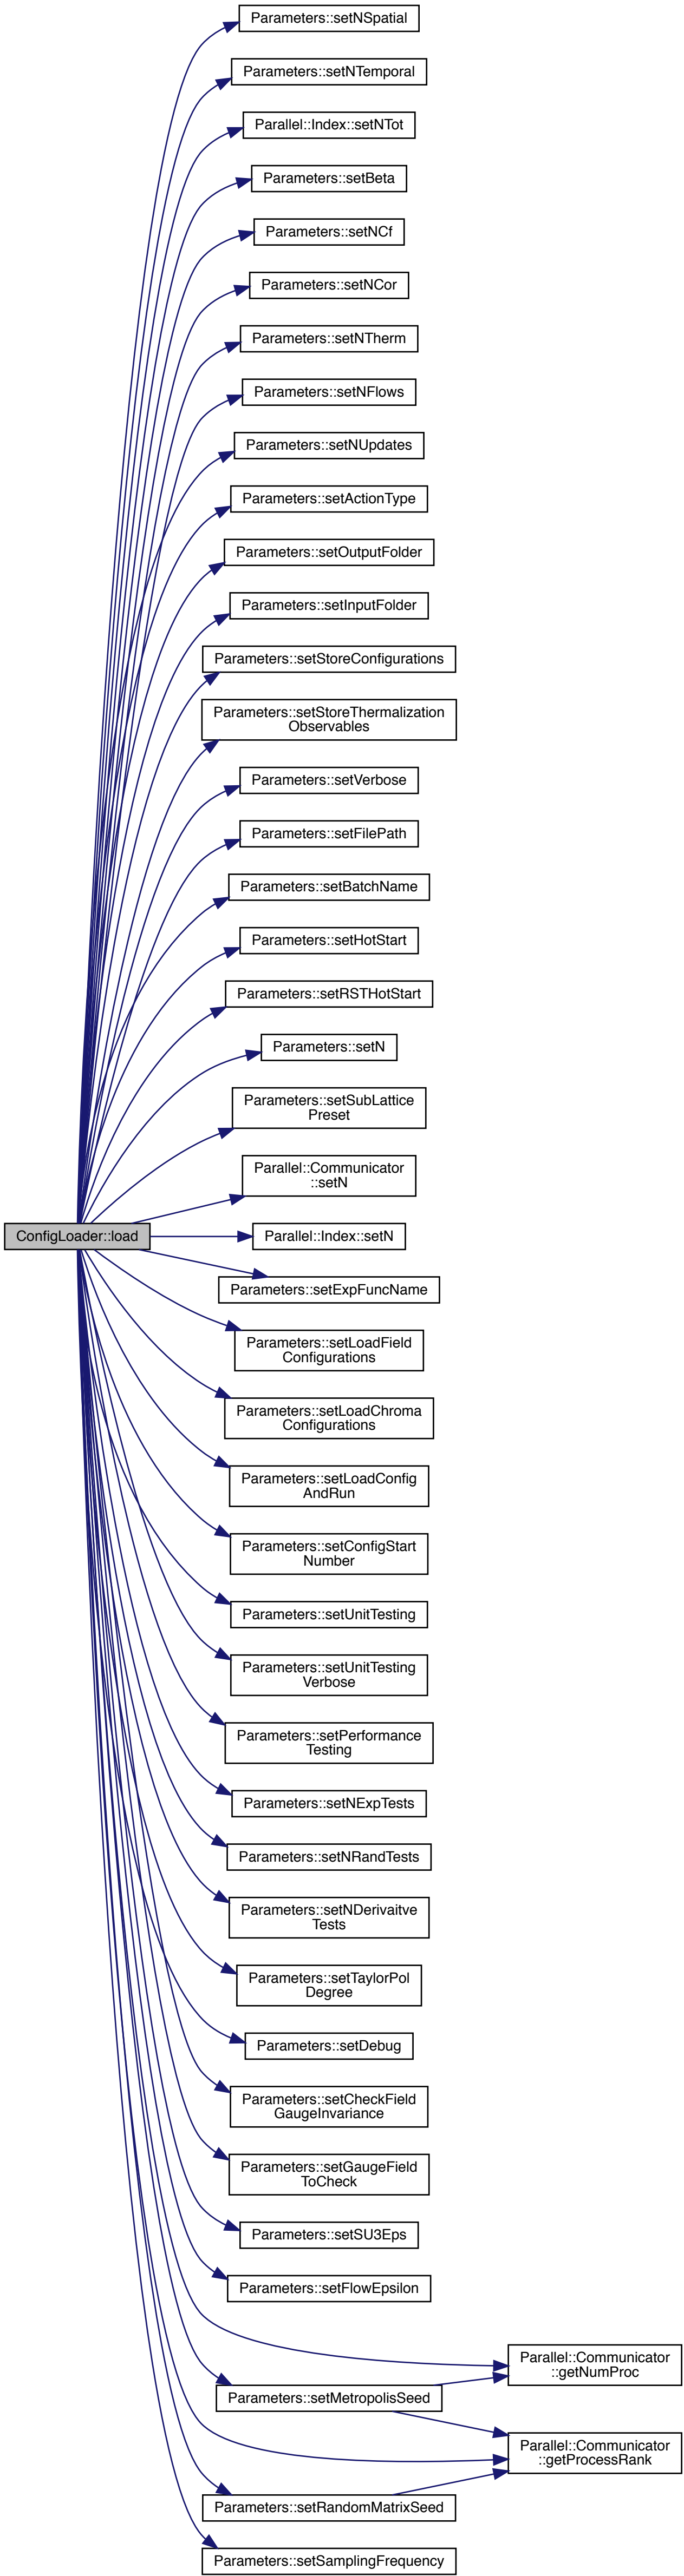 Parameters::setNSpatial
Parameters::setNTemporal
Parallel::Index::setNTot
Parameters::setBeta
Parameters::setNCf
Parameters::setNCor
Parameters::setNTherm
Parameters::setNFlows
Parameters::setNUpdates
Parameters::setActionType
Parameters::setOutputFolder
Parameters::setInputFolder
Parameters::setStoreConfigurations
Parameters::setStoreThermalization
Observables
Parameters::setVerbose
Parameters::setFilePath
Parameters::setBatchName
Parameters::setHotStart
Parameters::setRSTHotStart
Parameters::setN
Parameters::setSubLattice
Preset
Parallel::Communicator
::setN
ConfigLoader::load
Parallel::Index::setN
Parameters::setExpFuncName
Parameters::setLoadField
Configurations
Parameters::setLoadChroma
Configurations
Parameters::setLoadConfig
AndRun
Parameters::setConfigStart
Number
Parameters::setUnitTesting
Parameters::setUnitTesting
Verbose
Parameters::setPerformance
Testing
Parameters::setNExpTests
Parameters::setNRandTests
Parameters::setNDerivaitve
Tests
Parameters::setTaylorPol
Degree
Parameters::setDebug
Parameters::setCheckField
GaugeInvariance
Parameters::setGaugeField
ToCheck
Parameters::setSU3Eps
Parameters::setFlowEpsilon
Parallel::Communicator
::getNumProc
Parameters::setMetropolisSeed
Parallel::Communicator
::getProcessRank
Parameters::setRandomMatrixSeed
Parameters::setSamplingFrequency